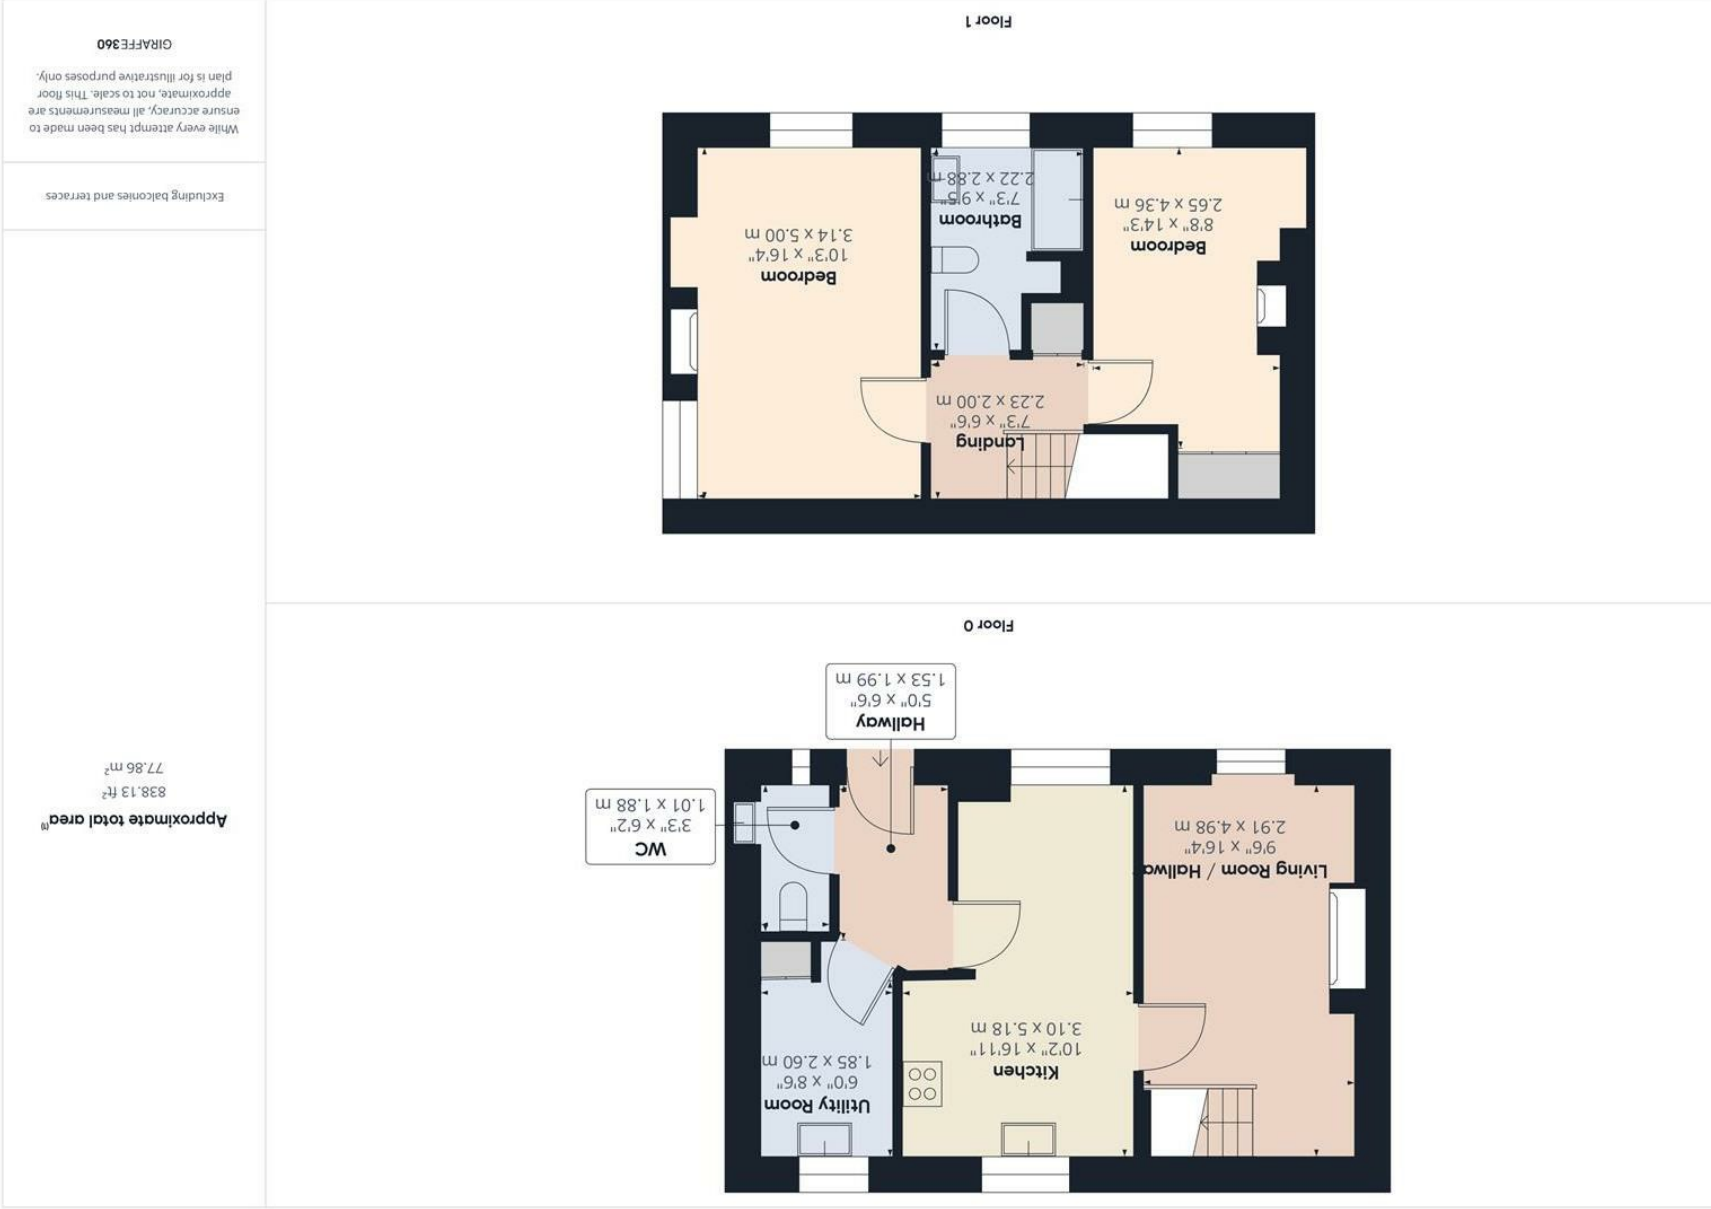 Utility Room
6'0" x 8'6"
1.85 x 2.60 m
Kitchen
10'2" x 16'11"
3.10 x 5.18 m
Living Room / Hallway
9'6" x 16'4"
2.91 x 4.98 m
WC
3'3" x 6'2"
1.01 x 1.88 m
Hallway
5'0" x 6'6"
1.53 x 1.99 m
Floor 0
Landing
7'3" x 6'6"
2.23 x 2.00 m
Bedroom
8'8" x 14'3"
2.65 x 4.36 m
Bathroom
7'3" x 9'5"
2.22 x 2.88 m
Bedroom
10'3" x 16'4"
3.14 x 5.00 m
Floor 1
Approximate total area(1)
838.13 ft²
77.86 m²
Excluding balconies and terraces
While every attempt has been made to
ensure accuracy, all measurements are
approximate, not to scale. This floor
plan is for illustrative purposes only.
GIRAFFE360